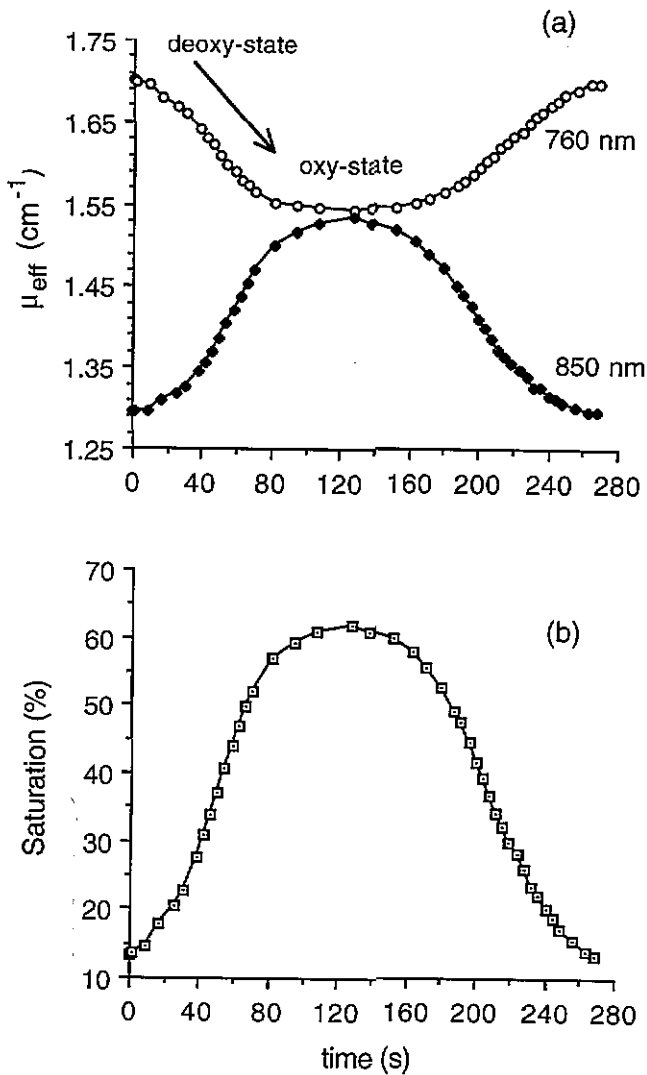 (a)
1.75
deoxy-state
1.65
760 nm
oxy-state
1.55
μeff (cm-1)
1.45
1.35
850 nm
1.25
0 40 80 120 160 200 240 280
70
(b)
60
50
Saturation (%)
40
30
20
10
0 40 80 120 160 200 240 280
time (s)